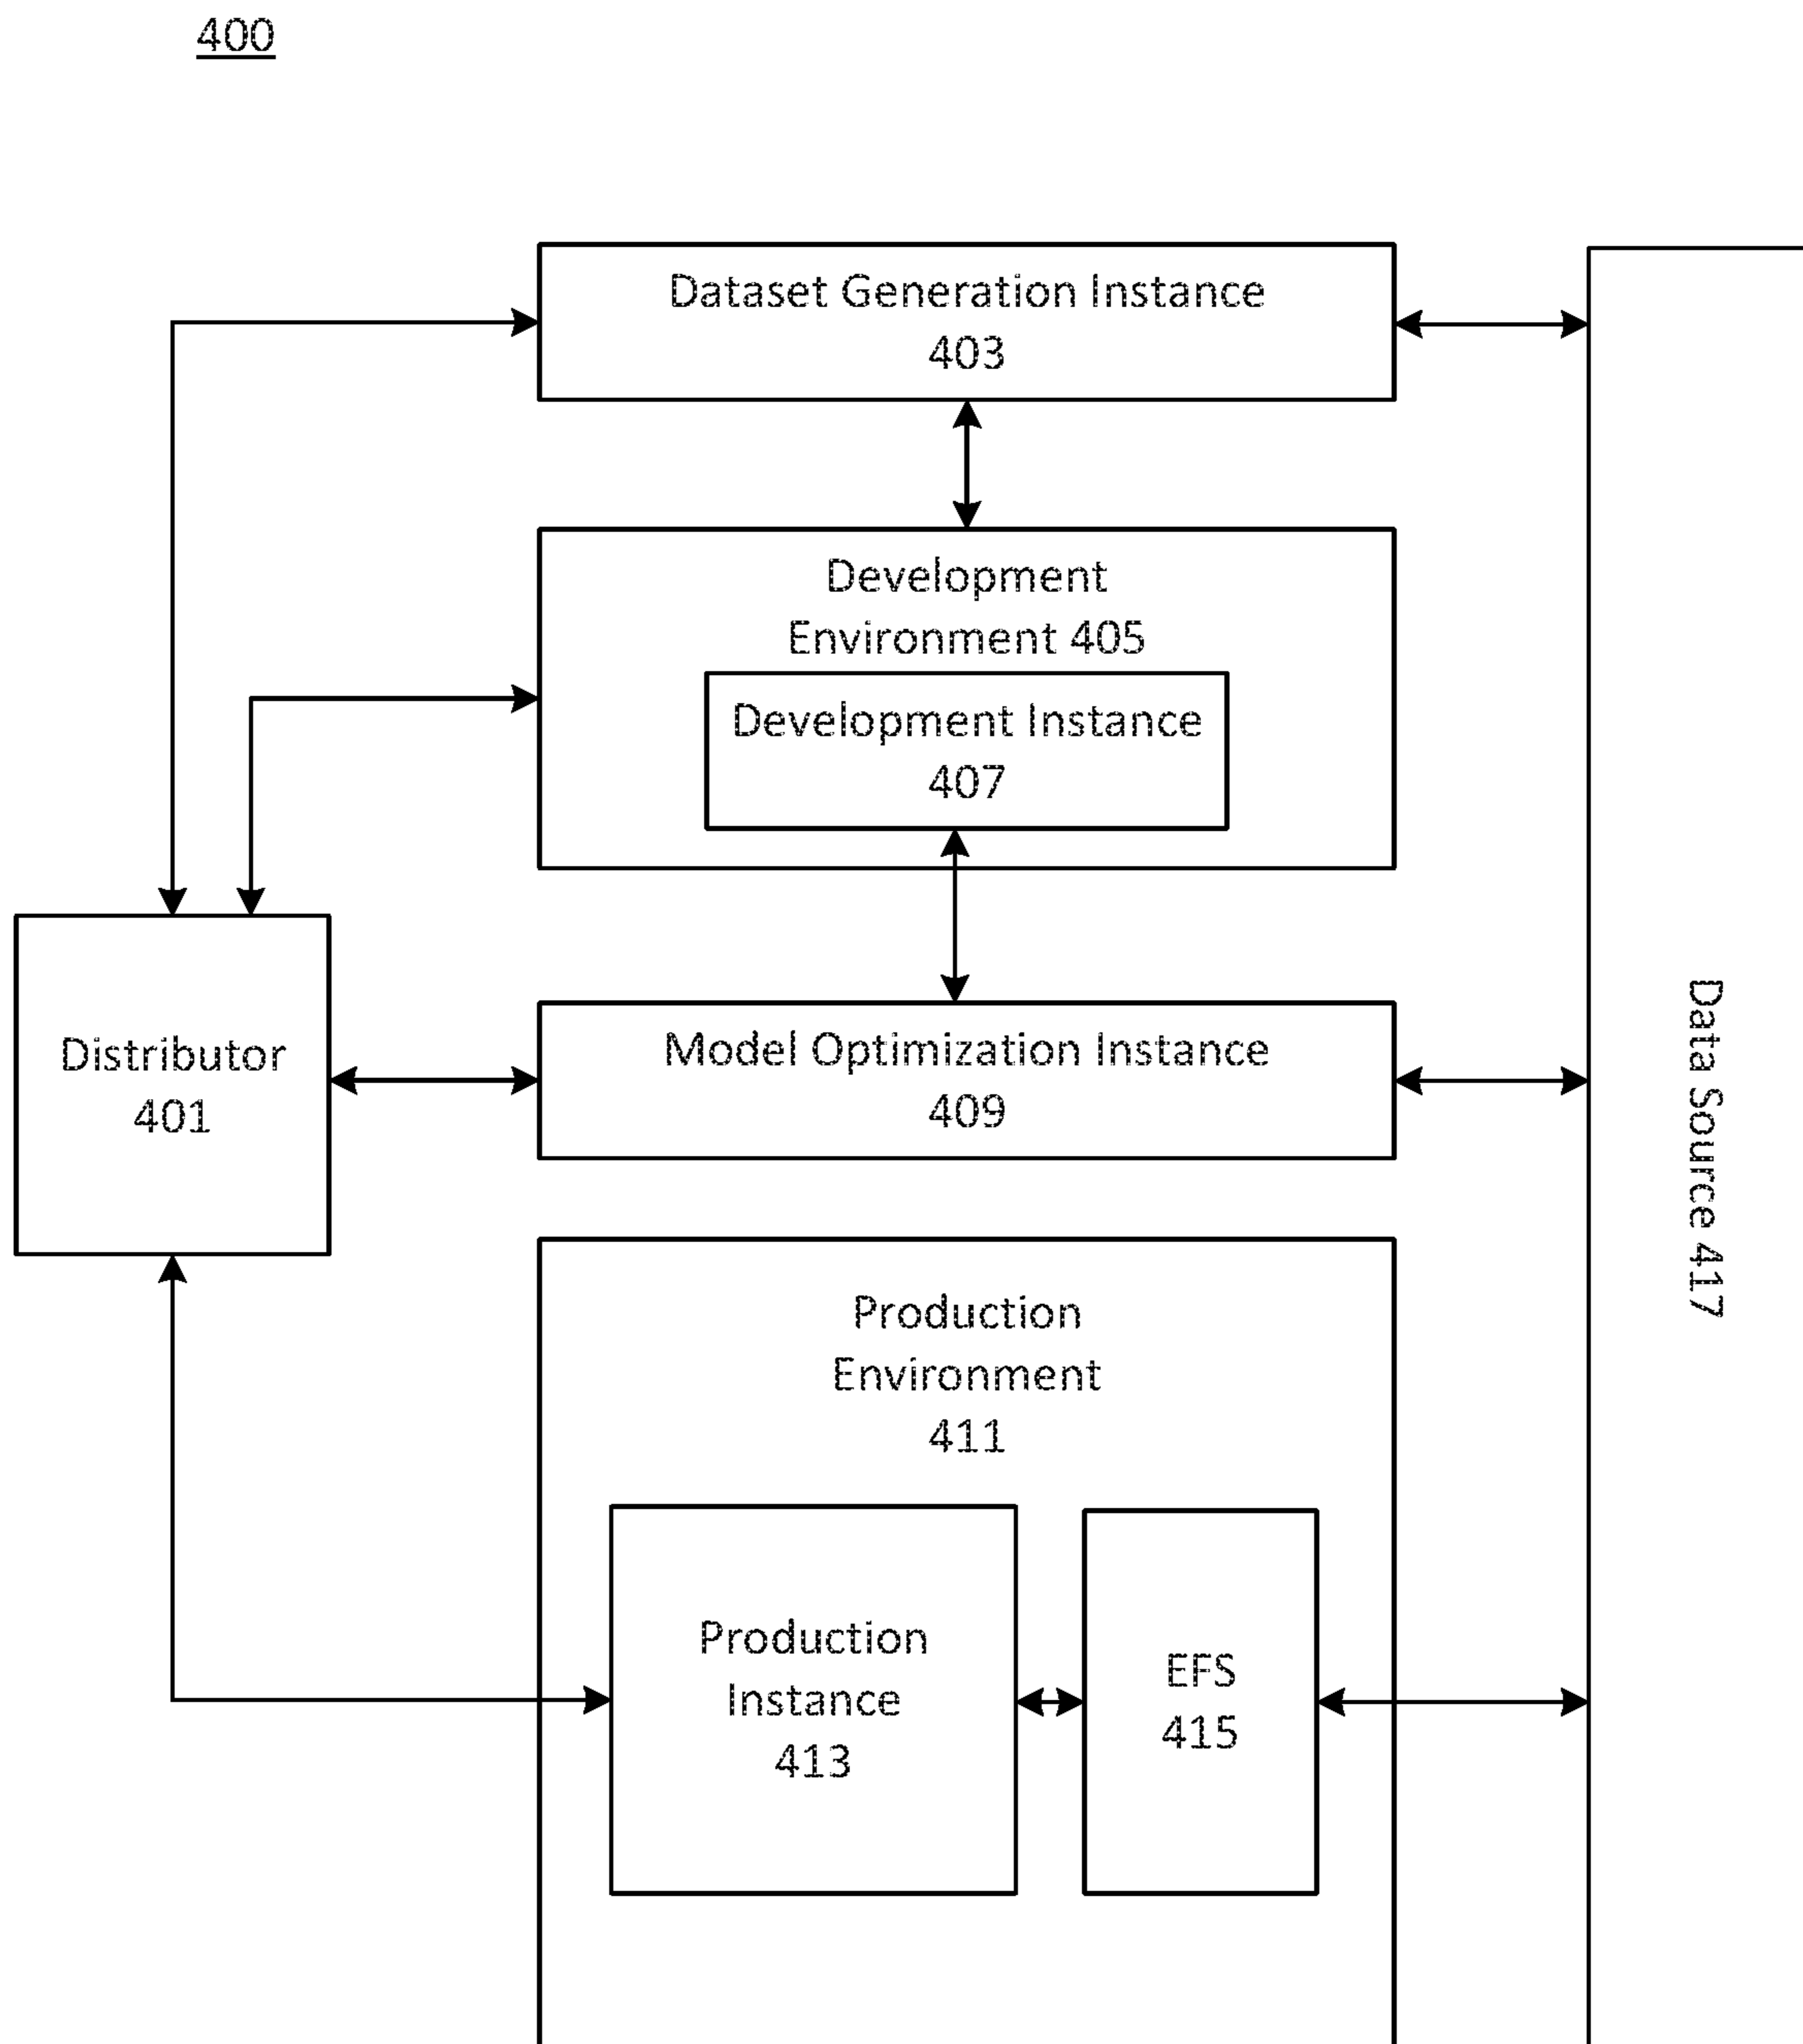 400
Dataset Generation Instance
403
Development
Environment 405
Development Instance
407
Distributor
401
Model Optimization Instance
409
Data Source 417
Production
Environment
411
Production
Instance
413
EFS
415